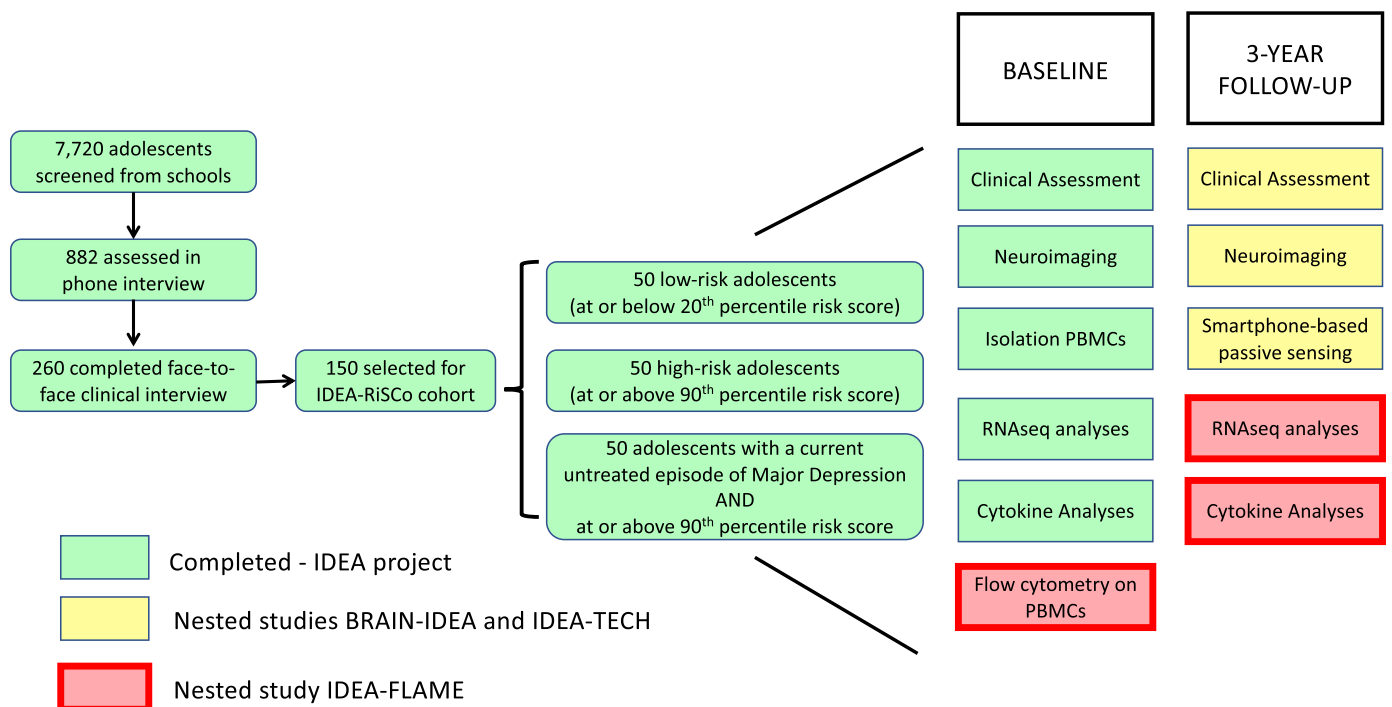 7,720 adolescents
screened from schools
882 assessed in
phone interview
260 completed face-to-
face clinical interview
150 selected for
IDEA-RiSCo cohort
50 low-risk adolescents
(at or below 20th percentile risk score)
50 high-risk adolescents
(at or above 90th percentile risk score)
50 adolescents with a current
untreated episode of Major Depression
AND
at or above 90th percentile risk score
BASELINE
Clinical Assessment
Neuroimaging
Isolation PBMCs
RNAseq analyses
Cytokine Analyses
Flow cytometry on
PBMCs
3-YEAR
FOLLOW-UP
Clinical Assessment
Neuroimaging
Smartphone-based
passive sensing
RNAseq analyses
Cytokine Analyses
Completed - IDEA project
Nested studies BRAIN-IDEA and IDEA-TECH
Nested study IDEA-FLAME